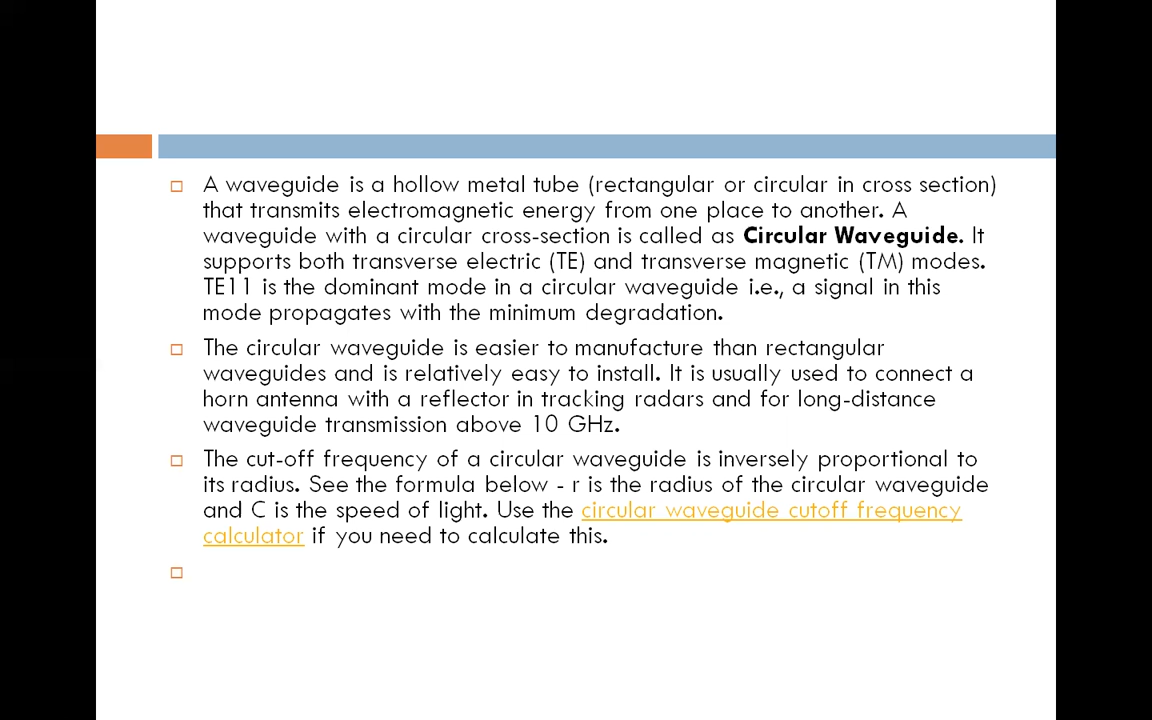 A waveguide is a hollow metal tube (rectangular or circular in cross section)
that transmits electromagnetic energy from one place to another. A
waveguide with a circular cross-section is called as Circular Waveguide. It
supports both transverse electric (TE) and transverse magnetic (TM) modes.
TE11 is the dominant mode in a circular waveguide i.e., a signal in this
mode propagates with the minimum degradation.
The circular waveguide is easier to manufacture than rectangular
waveguides and is relatively easy to install. It is usually used to connect a
horn antenna with a reflector in tracking radars and for long-distance
waveguide transmission above 10 GHz.
The cut-off frequency of a circular waveguide is inversely proportional to
its radius. See the formula below - r is the radius of the circular waveguide
and C is the speed of light. Use the circular waveguide cutoff frequency
calculator if you need to calculate this.